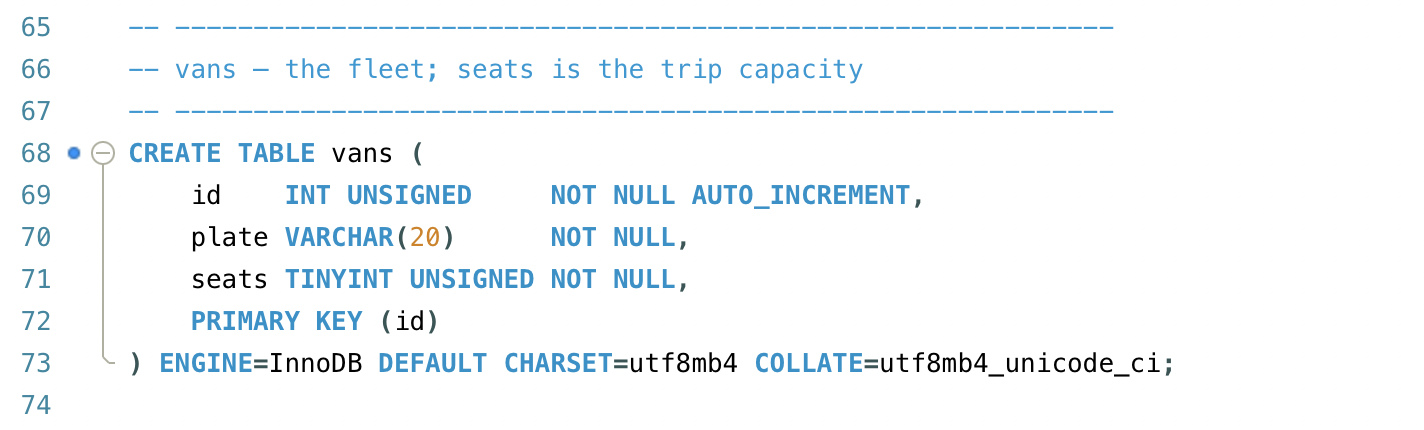 65 -- ------------------------------------------------------------
66 -- vans — the fleet; seats is the trip capacity
67 -- ------------------------------------------------------------
68 CREATE TABLE vans (
69     id    INT UNSIGNED     NOT NULL AUTO_INCREMENT,
70     plate VARCHAR(20)      NOT NULL,
71     seats TINYINT UNSIGNED NOT NULL,
72     PRIMARY KEY (id)
73 ) ENGINE=InnoDB DEFAULT CHARSET=utf8mb4 COLLATE=utf8mb4_unicode_ci;
74